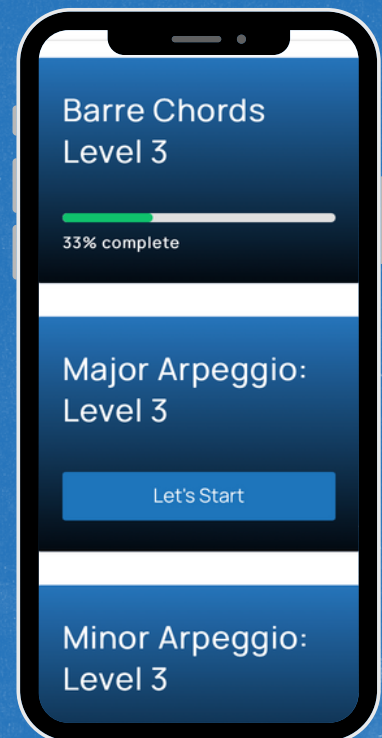 Barre Chords
Level 3
33% complete
Major Arpeggio:
Level 3
Let's Start
Minor Arpeggio:
Level 3